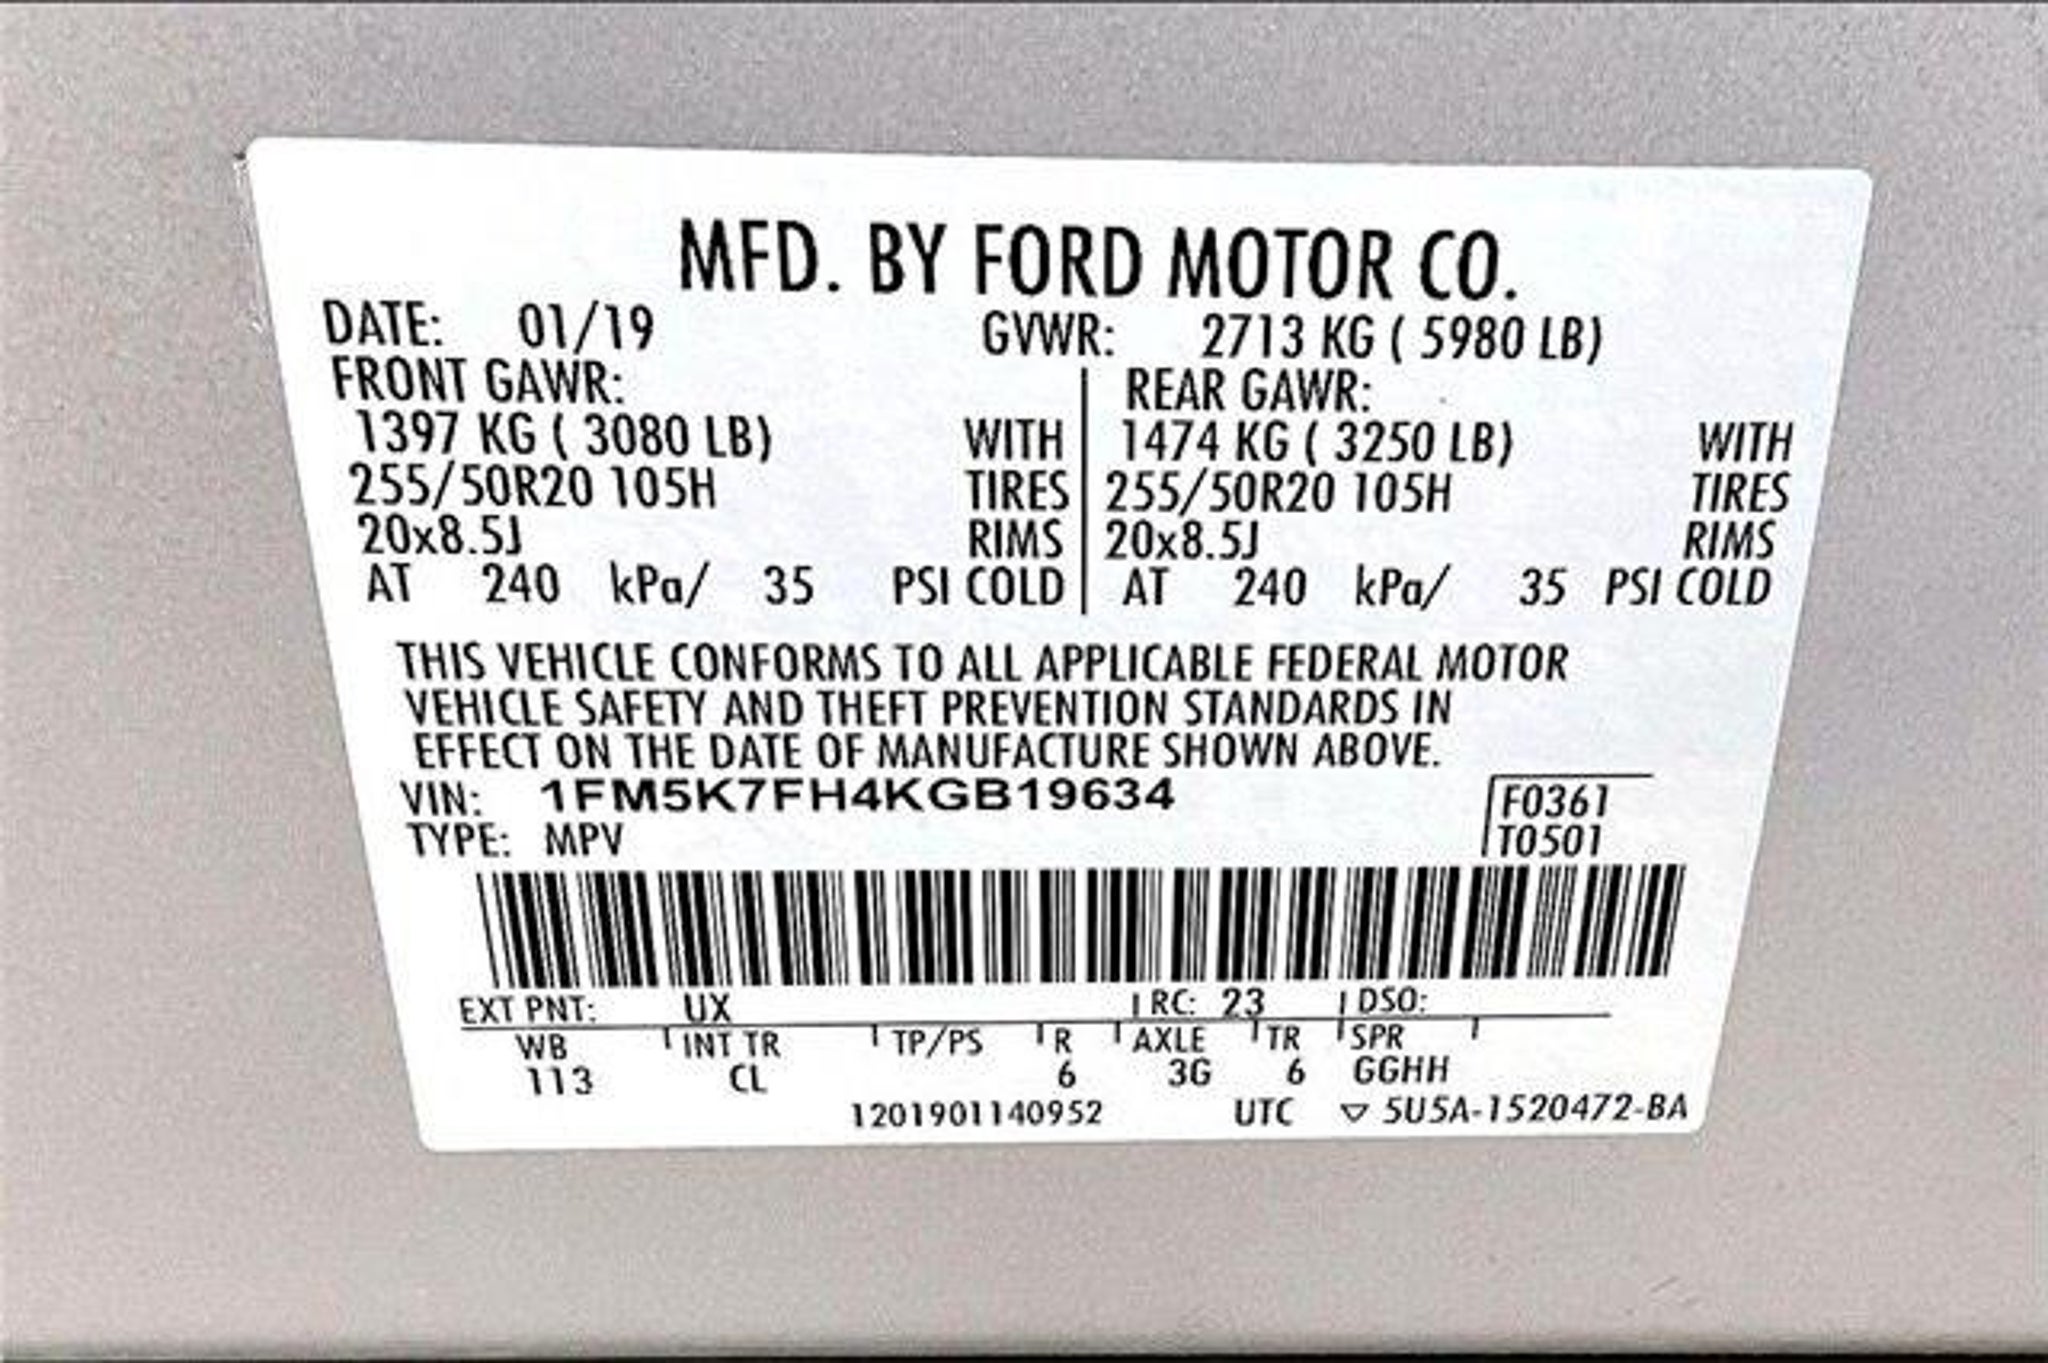 MFD. BY FORD MOTOR CO.
DATE: 01/19 GVWR: 2713 KG ( 5980 LB)
FRONT GAWR: REAR GAWR:
1397 KG ( 3080 LB) WITH 1474 KG ( 3250 LB) WITH
255/50R20 105H TIRES 255/50R20 105H TIRES
20x8.5J RIMS 20x8.5J RIMS
AT 240 kPa/ 35 PSI COLD AT 240 kPa/ 35 PSI COLD
THIS VEHICLE CONFORMS TO ALL APPLICABLE FEDERAL MOTOR
VEHICLE SAFETY AND THEFT PREVENTION STANDARDS IN
EFFECT ON THE DATE OF MANUFACTURE SHOWN ABOVE.
VIN: 1FM5K7FH4KGB19634 F0361
TYPE: MPV T0501
EXT PNT: UX RC: 23 DSO:
WB INT TR TP/PS R AXLE TR SPR
113 CL 6 3G 6 GGHH
1201901140952 UTC ▽ 5U5A-1520472-BA